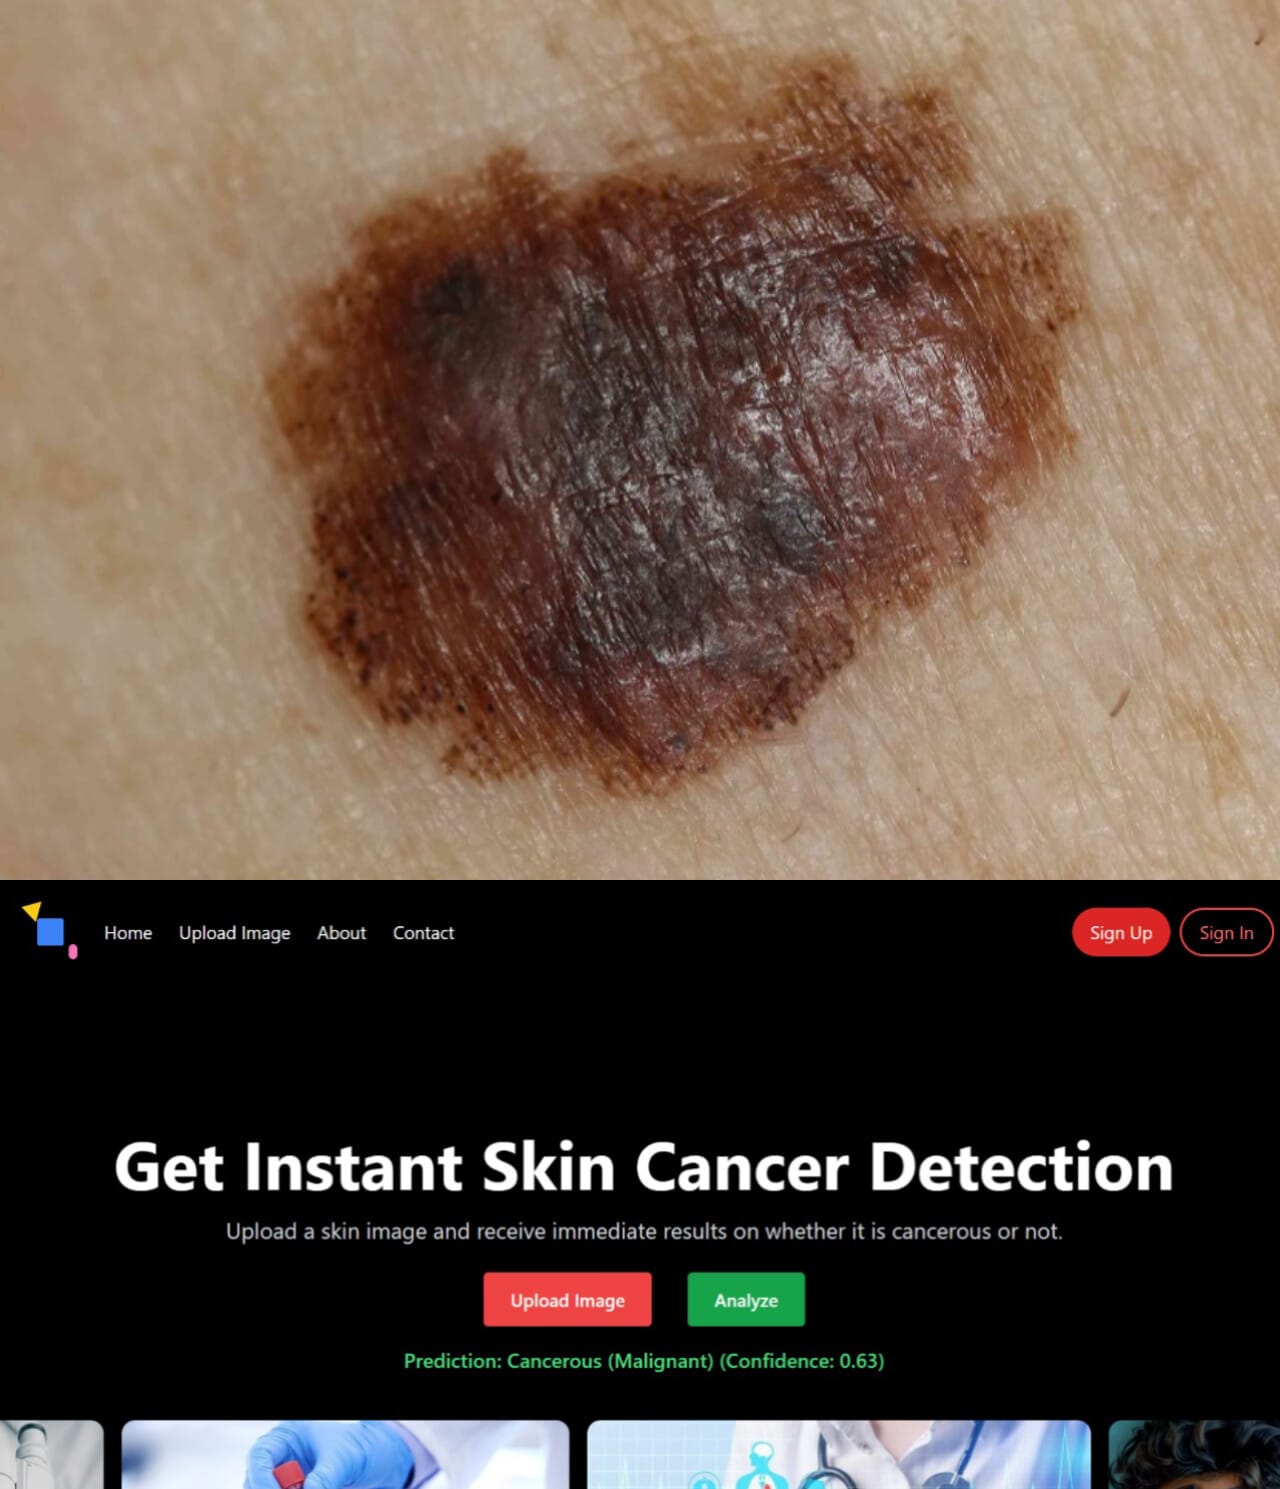 Home Upload Image About Contact Sign Up Sign In
Get Instant Skin Cancer Detection
Upload a skin image and receive immediate results on whether it is cancerous or not.
Upload Image Analyze
Prediction: Cancerous (Malignant) (Confidence: 0.63)